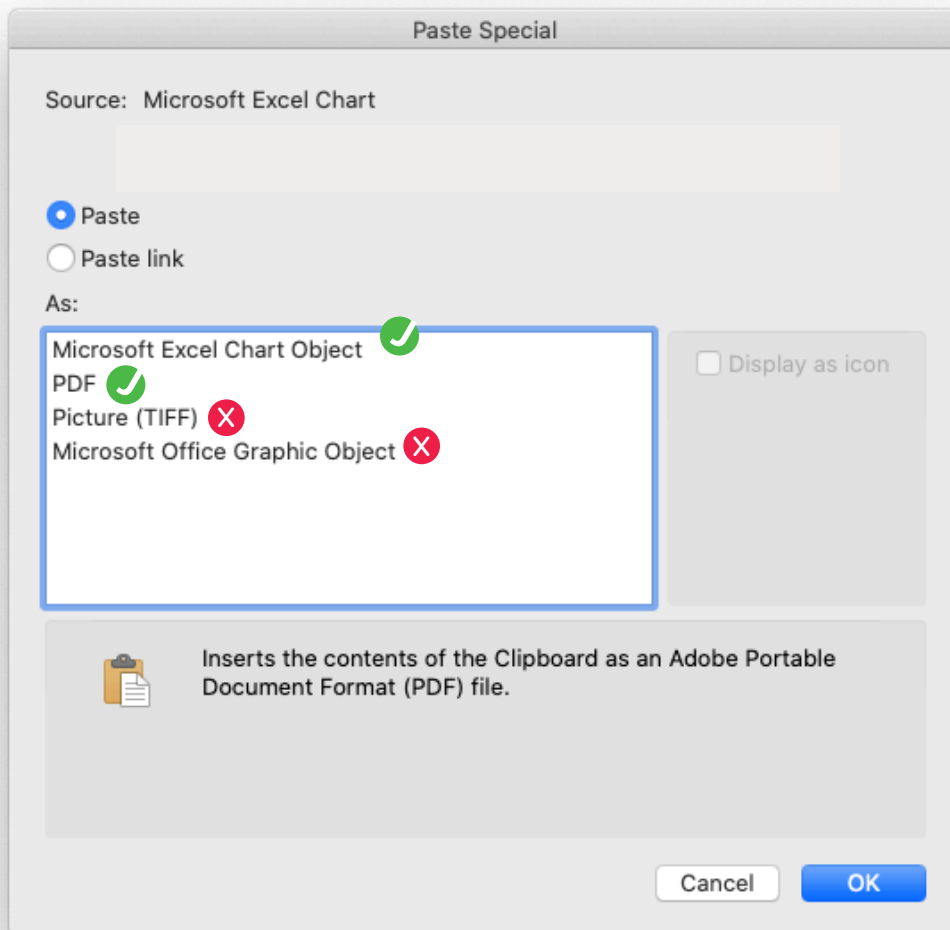 Paste Special
Source: Microsoft Excel Chart
Paste
Paste link
As:
Microsoft Excel Chart Object
PDF
Picture (TIFF)
Microsoft Office Graphic Object
Display as icon
Inserts the contents of the Clipboard as an Adobe Portable
Document Format (PDF) file.
Cancel
OK